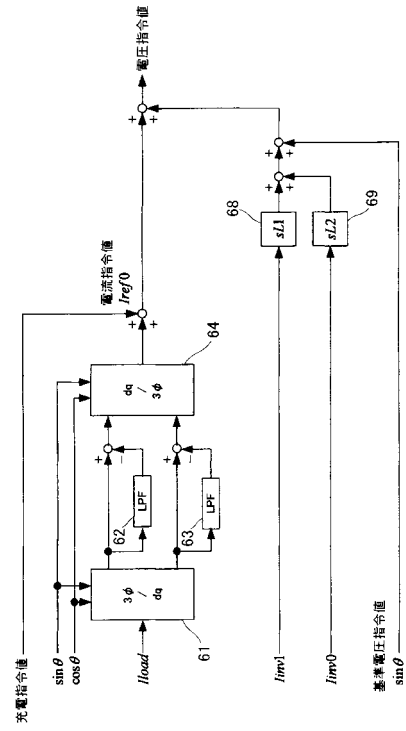 充電指令値
sinθ
cosθ
Iload
61
3φ
/
dq
62
LPF
63
LPF
+
−
+
−
dq
/
3φ
64
電流指令値
Iref0
+
+
+
+
電圧指令値
Iinv1
68
sL1
Iinv0
sL2
69
+
+
+
+
基準電圧指令値
sinθ